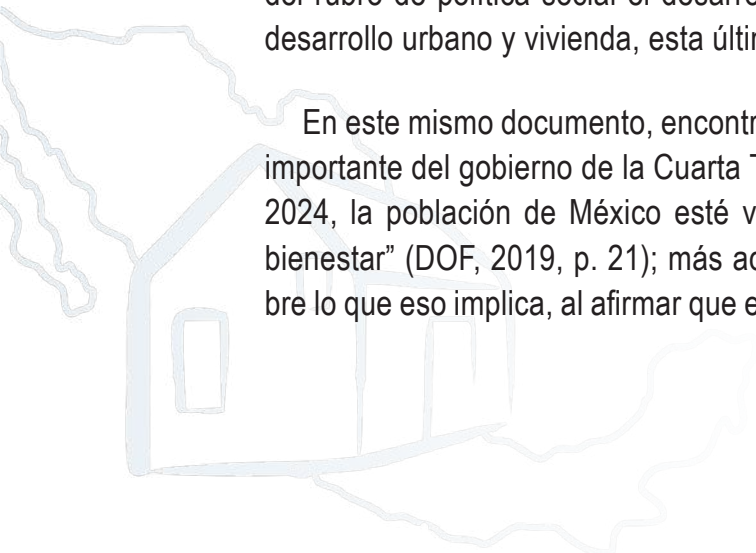 del rubro de política social el desarro
desarrollo urbano y vivienda, esta últi
En este mismo documento, encontr
importante del gobierno de la Cuarta
2024, la población de México esté v
bienestar” (DOF, 2019, p. 21); más ad
bre lo que eso implica, al afirmar que e